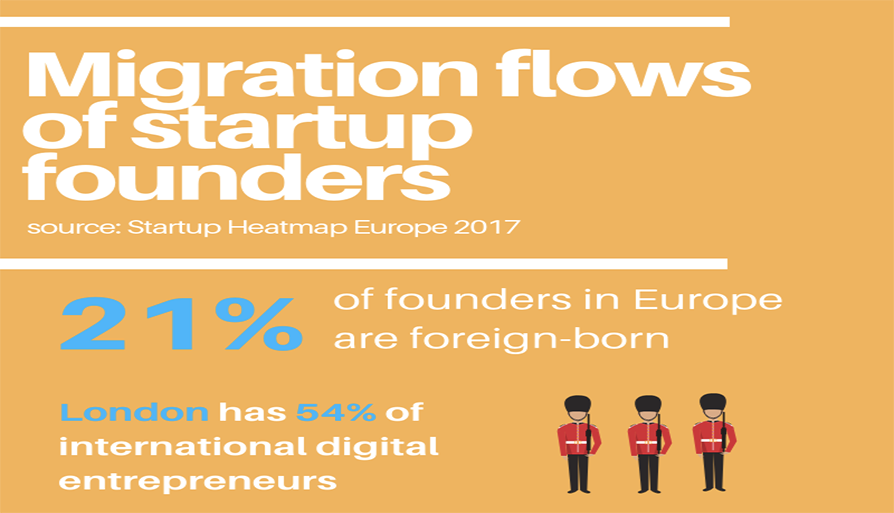 Migration flows
of startup
founders
source: Startup Heatmap Europe 2017
21%
of founders in Europe
are foreign-born
London has 54% of
international digital
entrepreneurs